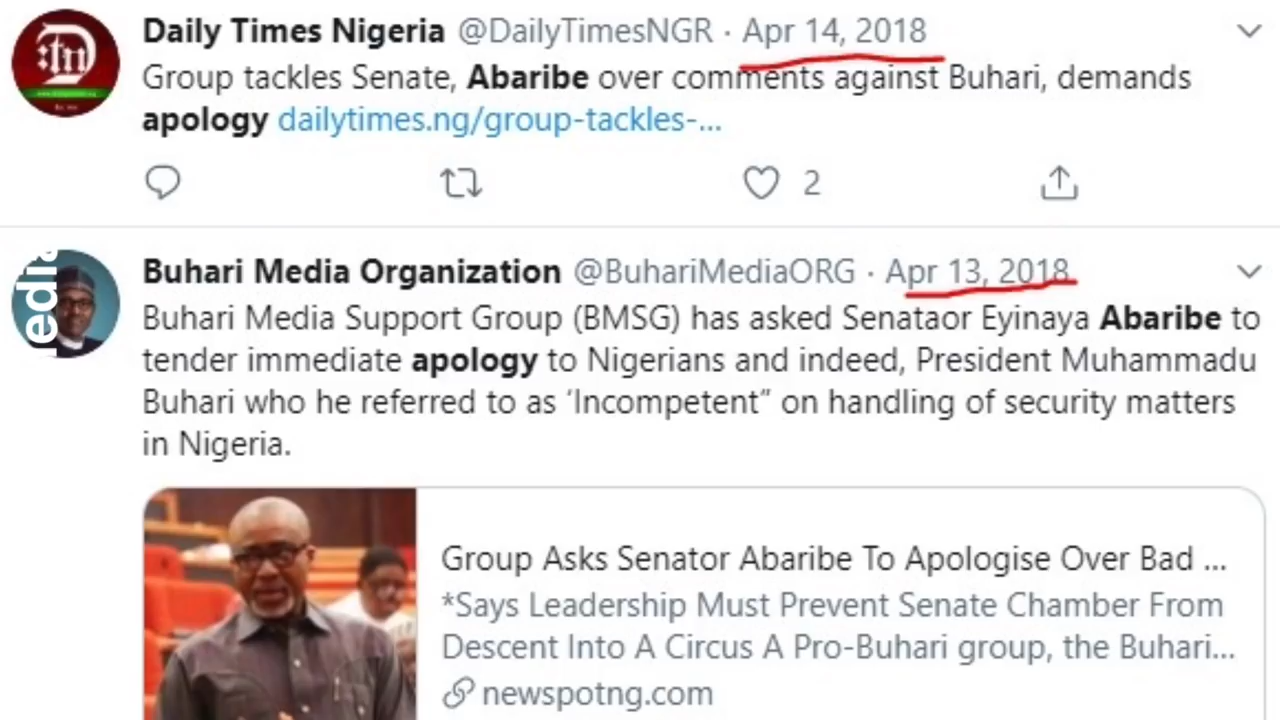 Daily Times Nigeria @DailyTimesNGR · Apr 14, 2018
Group tackles Senate, Abaribe over comments against Buhari, demands
apology dailytimes.ng/group-tackles-...
2
Buhari Media Organization @BuhariMediaORG · Apr 13, 2018
Buhari Media Support Group (BMSG) has asked Senataor Eyinaya Abaribe to
tender immediate apology to Nigerians and indeed, President Muhammadu
Buhari who he referred to as ‘Incompetent” on handling of security matters
in Nigeria.
Group Asks Senator Abaribe To Apologise Over Bad ...
*Says Leadership Must Prevent Senate Chamber From
Descent Into A Circus A Pro-Buhari group, the Buhari...
newspotng.com